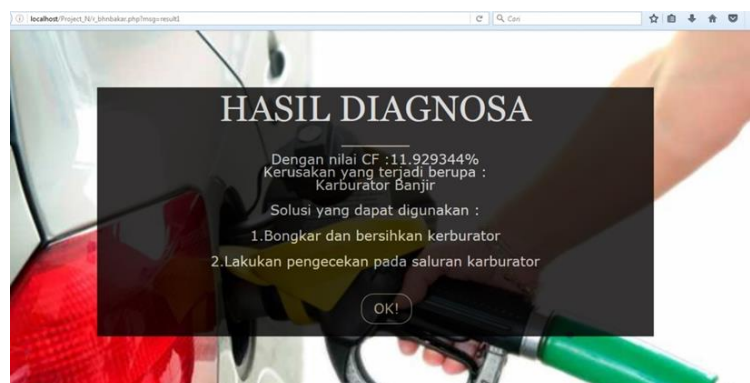 localhost/Project_N/r_bhnbakar.php?msg=result1
Cari
HASIL DIAGNOSA
Dengan nilai CF :11.929344%
Kerusakan yang terjadi berupa :
Karburator Banjir
Solusi yang dapat digunakan :
1.Bongkar dan bersihkan kerburator
2.Lakukan pengecekan pada saluran karburator
OK!